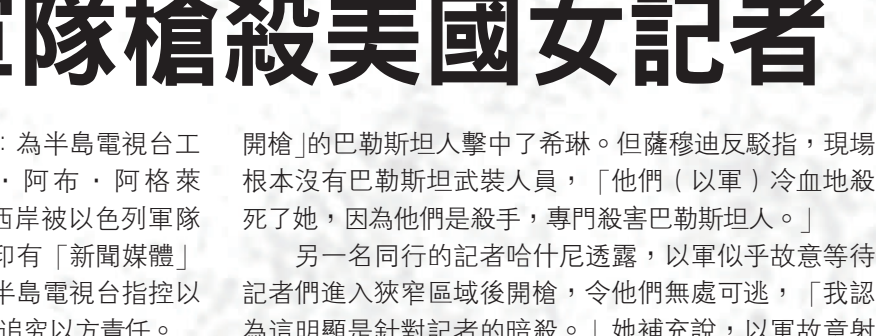 隊槍殺美國女記者
：為半島電視台工
・阿布・阿格萊
西岸被以色列軍隊
印有「新聞媒體」
半島電視台指控以
追究以方責任。
開槍」的巴勒斯坦人擊中了希琳。但薩穆迪反駁指，現場
根本沒有巴勒斯坦武裝人員，「他們（以軍）冷血地殺
死了她，因為他們是殺手，專門殺害巴勒斯坦人。」
另一名同行的記者哈什尼透露，以軍似乎故意等待
記者們進入狹窄區域後開槍，令他們無處可逃，「我認
為這明顯是針對記者的暗殺。」她補充說，以軍故意射